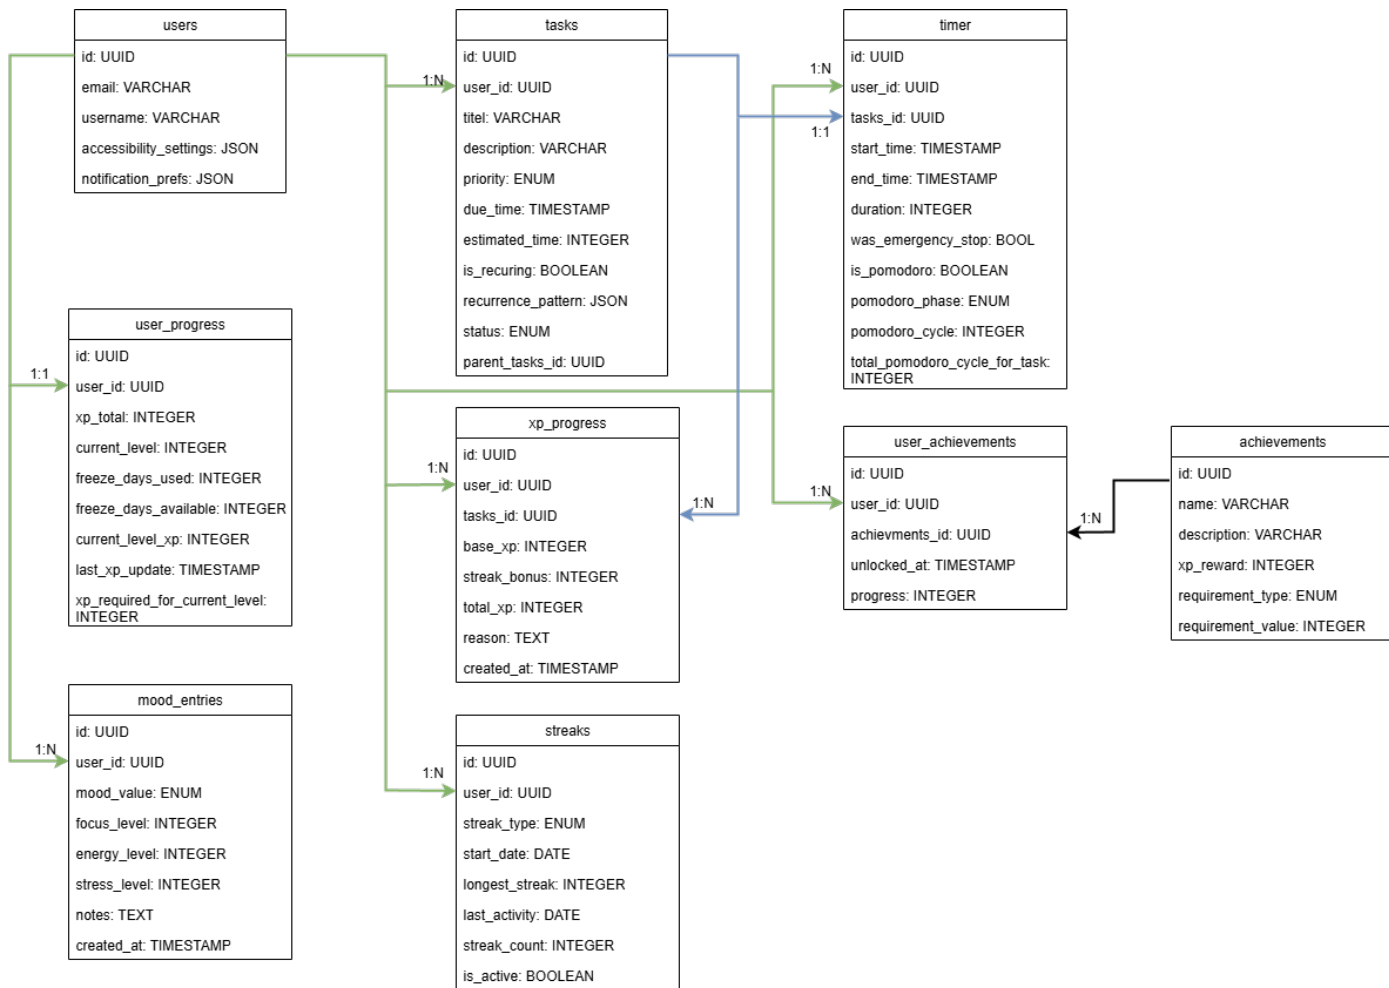 users
id: UUID
email: VARCHAR
username: VARCHAR
accessibility_settings: JSON
notification_prefs: JSON
tasks
id: UUID
1:N
user_id: UUID
titel: VARCHAR
description: VARCHAR
priority: ENUM
due_time: TIMESTAMP
estimated_time: INTEGER
is_recuring: BOOLEAN
recurrence_pattern: JSON
status: ENUM
parent_tasks_id: UUID
timer
id: UUID
1:N
user_id: UUID
tasks_id: UUID
1:1
start_time: TIMESTAMP
end_time: TIMESTAMP
duration: INTEGER
was_emergency_stop: BOOL
is_pomodoro: BOOLEAN
pomodoro_phase: ENUM
pomodoro_cycle: INTEGER
total_pomodoro_cycle_for_task:
INTEGER
user_progress
id: UUID
1:1
user_id: UUID
xp_total: INTEGER
current_level: INTEGER
freeze_days_used: INTEGER
freeze_days_available: INTEGER
current_level_xp: INTEGER
last_xp_update: TIMESTAMP
xp_required_for_current_level:
INTEGER
xp_progress
id: UUID
1:N
user_id: UUID
tasks_id: UUID
1:N
base_xp: INTEGER
streak_bonus: INTEGER
total_xp: INTEGER
reason: TEXT
created_at: TIMESTAMP
user_achievements
id: UUID
1:N
user_id: UUID
achievments_id: UUID
unlocked_at: TIMESTAMP
progress: INTEGER
1:N
achievements
id: UUID
name: VARCHAR
description: VARCHAR
xp_reward: INTEGER
requirement_type: ENUM
requirement_value: INTEGER
mood_entries
id: UUID
1:N
user_id: UUID
mood_value: ENUM
focus_level: INTEGER
energy_level: INTEGER
stress_level: INTEGER
notes: TEXT
created_at: TIMESTAMP
streaks
id: UUID
1:N
user_id: UUID
streak_type: ENUM
start_date: DATE
longest_streak: INTEGER
last_activity: DATE
streak_count: INTEGER
is_active: BOOLEAN